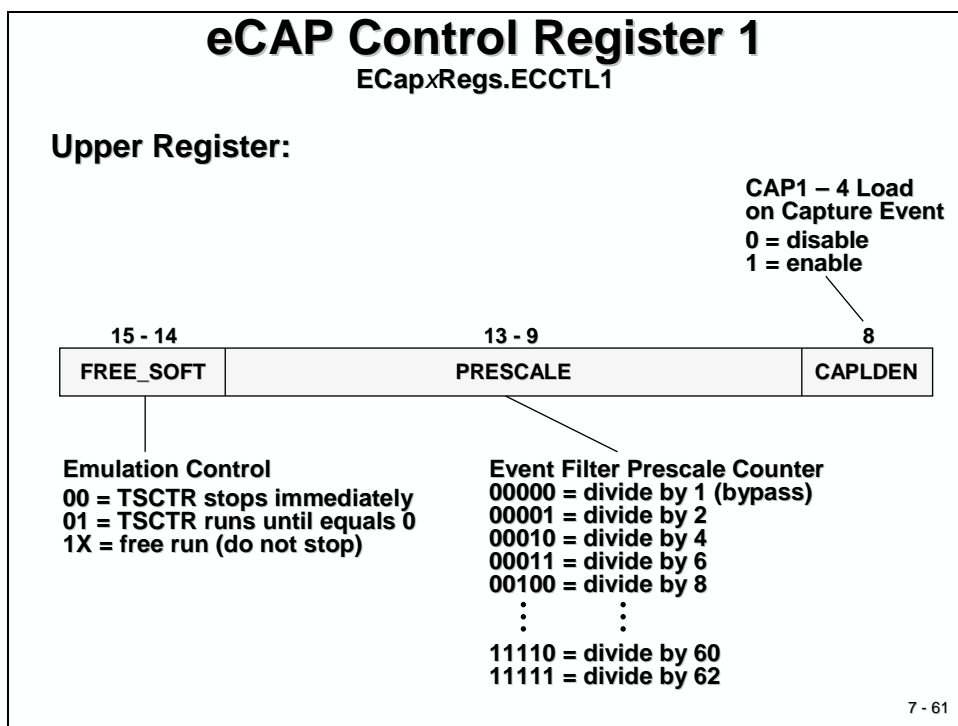 eCAP Control Register 1
ECapxRegs.ECCTL1
Upper Register:
CAP1 – 4 Load
on Capture Event
0 = disable
1 = enable
15 - 14 13 - 9 8
FREE_SOFT PRESCALE CAPLDEN
Emulation Control
00 = TSCTR stops immediately
01 = TSCTR runs until equals 0
1X = free run (do not stop)
Event Filter Prescale Counter
00000 = divide by 1 (bypass)
00001 = divide by 2
00010 = divide by 4
00011 = divide by 6
00100 = divide by 8
11110 = divide by 60
11111 = divide by 62
7 - 61